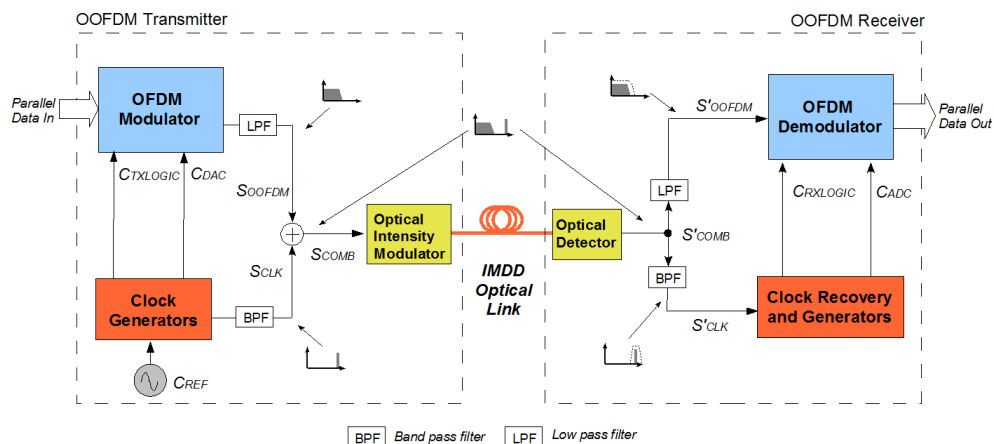 OOFDM Transmitter
OOFDM Receiver
Parallel
Data In
OFDM
Modulator
LPF
CTXLOGIC
CDAC
SOOFDM
SCLK
SCOMB
Clock
Generators
BPF
CREF
Optical
Intensity
Modulator
IMDD
Optical
Link
Optical
Detector
S'OOFDM
LPF
S'COMB
BPF
S'CLK
OFDM
Demodulator
Parallel
Data Out
CRXLOGIC
CADC
Clock Recovery
and Generators
BPF Band pass filter
LPF Low pass filter